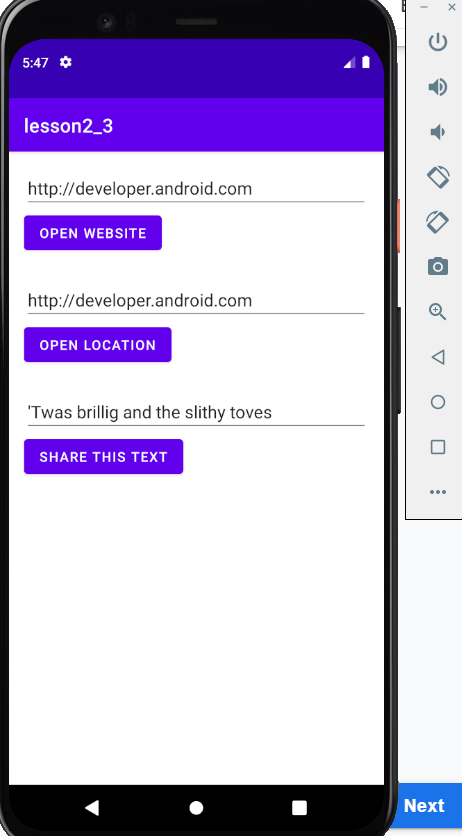 5:47
lesson2_3
http://developer.android.com
OPEN WEBSITE
http://developer.android.com
OPEN LOCATION
'Twas brillig and the slithy toves
SHARE THIS TEXT
Next